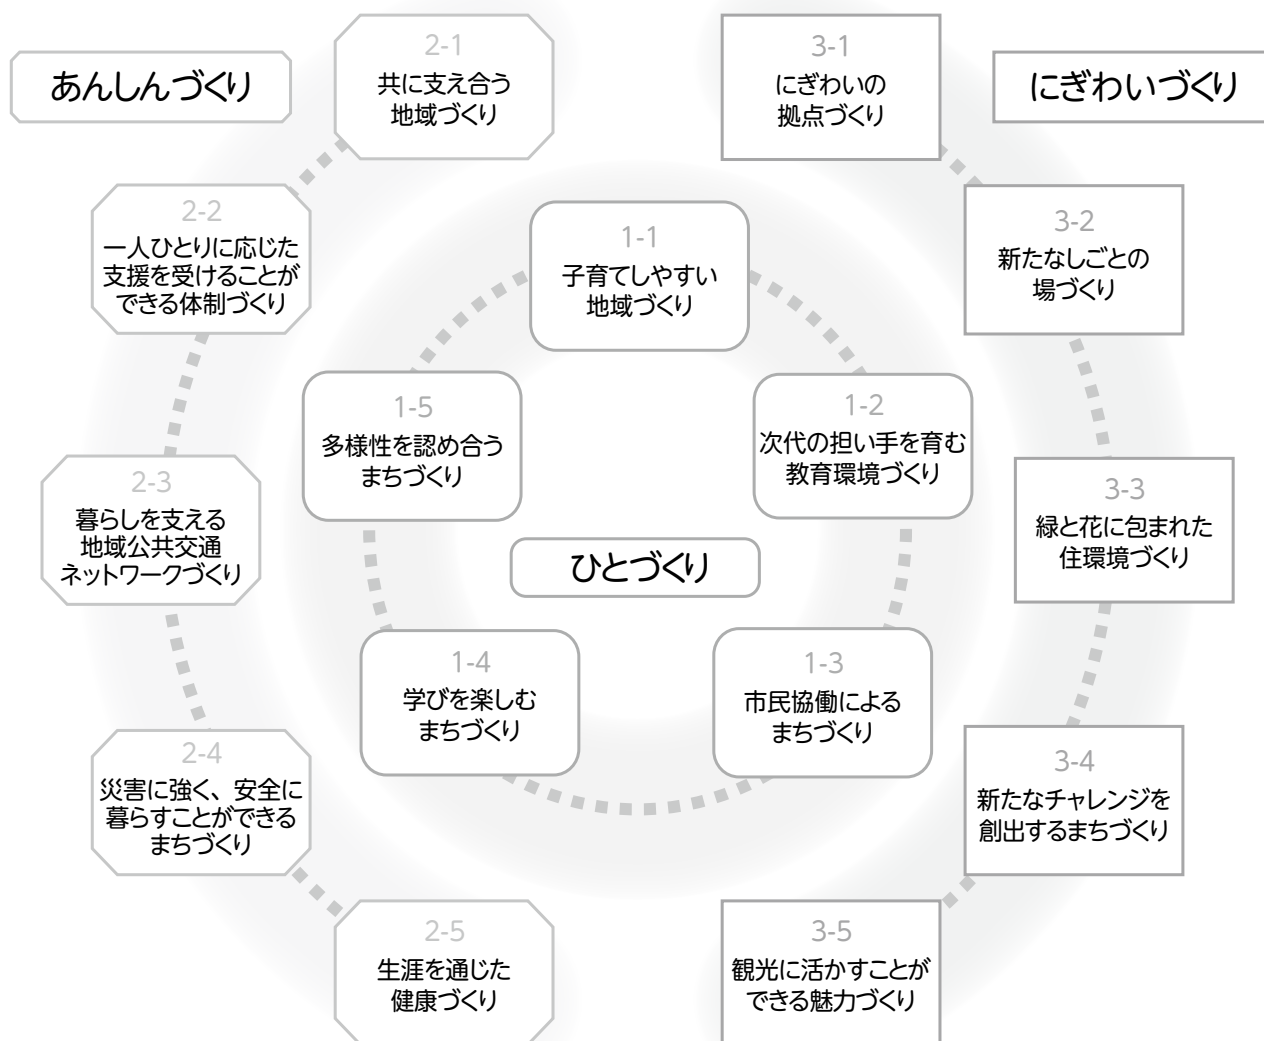 あんしんづくり
2-1
共に支え合う
地域づくり
2-2
一人ひとりに応じた
支援を受けることが
できる体制づくり
2-3
暮らしを支える
地域公共交通
ネットワークづくり
2-4
災害に強く、安全に
暮らすことができる
まちづくり
2-5
生涯を通じた
健康づくり
ひとづくり
1-1
子育てしやすい
地域づくり
1-2
次代の担い手を育む
教育環境づくり
1-3
市民協働による
まちづくり
1-4
学びを楽しむ
まちづくり
1-5
多様性を認め合う
まちづくり
にぎわいづくり
3-1
にぎわいの
拠点づくり
3-2
新たなしごとの
場づくり
3-3
緑と花に包まれた
住環境づくり
3-4
新たなチャレンジを
創出するまちづくり
3-5
観光に活かすことが
できる魅力づくり